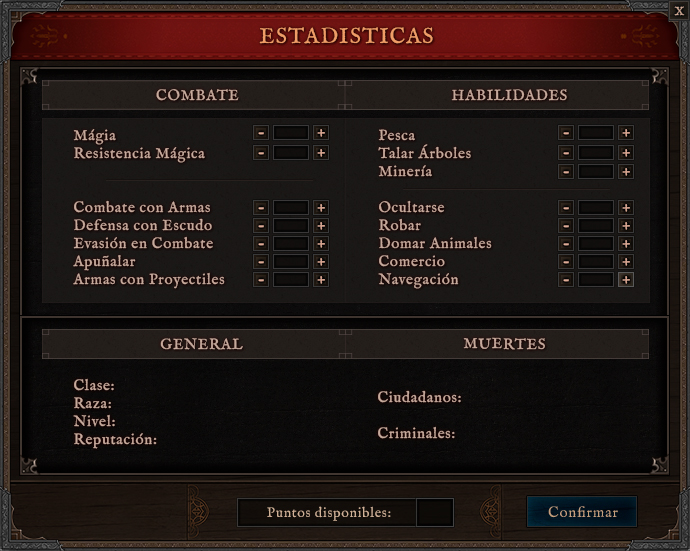 X
ESTADISTICAS
COMBATE
HABILIDADES
Mágia - +
Resistencia Mágica - +
Combate con Armas - +
Defensa con Escudo - +
Evasión en Combate - +
Apuñalar - +
Armas con Proyectiles - +
Pesca - +
Talar Árboles - +
Minería - +
Ocultarse - +
Robar - +
Domar Animales - +
Comercio - +
Navegación - +
GENERAL
MUERTES
Clase:
Raza:
Nivel:
Reputación:
Ciudadanos:
Criminales:
Puntos disponibles:
Confirmar